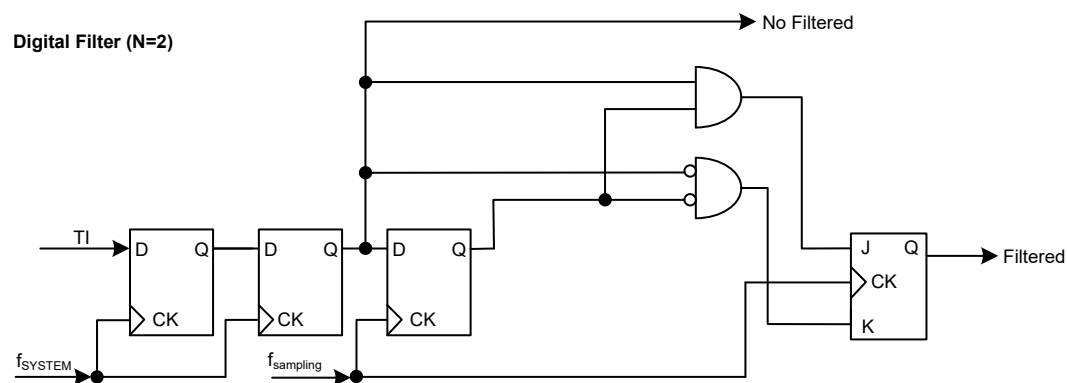 No Filtered
Digital Filter (N=2)
TI
D Q
D Q
D Q
J Q
Filtered
CK
CK
CK
CK
K
fSYSTEM
fsampling